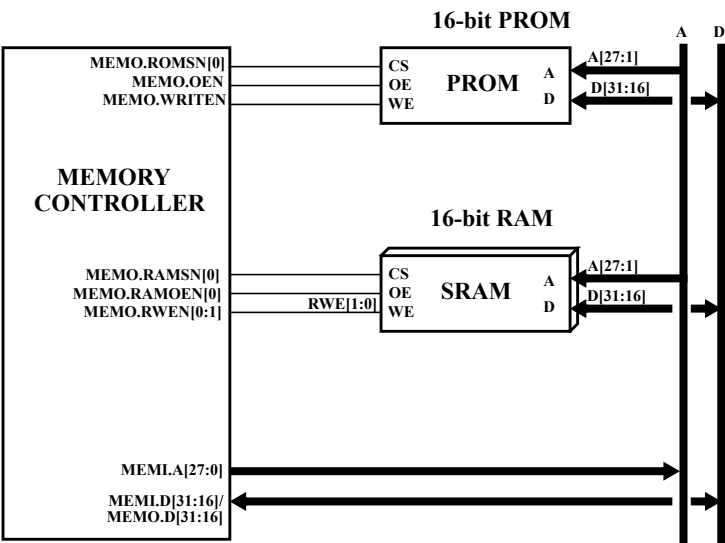 16-bit PROM
A D
MEMO.ROMSN[0] CS A A[27:1]
MEMO.OEN OE PROM
MEMO.WRITEN WE D D[31:16]
MEMORY
CONTROLLER
16-bit RAM
MEMO.RAMSN[0] CS A A[27:1]
MEMO.RAMOEN[0] OE SRAM
MEMO.RWEN[0:1] RWE[1:0] WE D D[31:16]
MEMI.A[27:0]
MEMI.D[31:16]/
MEMO.D[31:16]